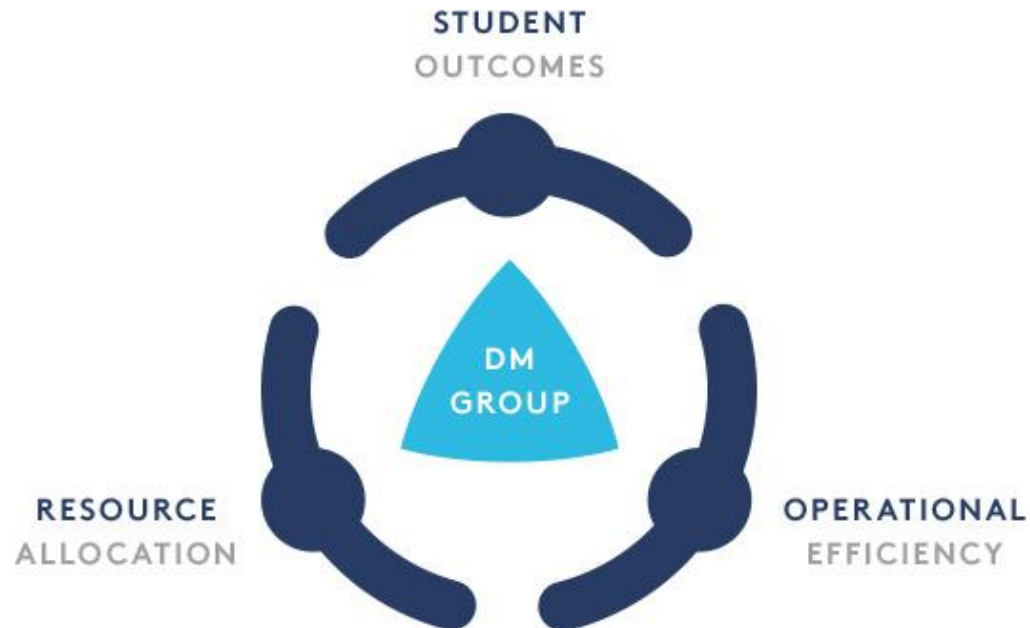 STUDENT
OUTCOMES
DM
GROUP
RESOURCE
ALLOCATION
OPERATIONAL
EFFICIENCY